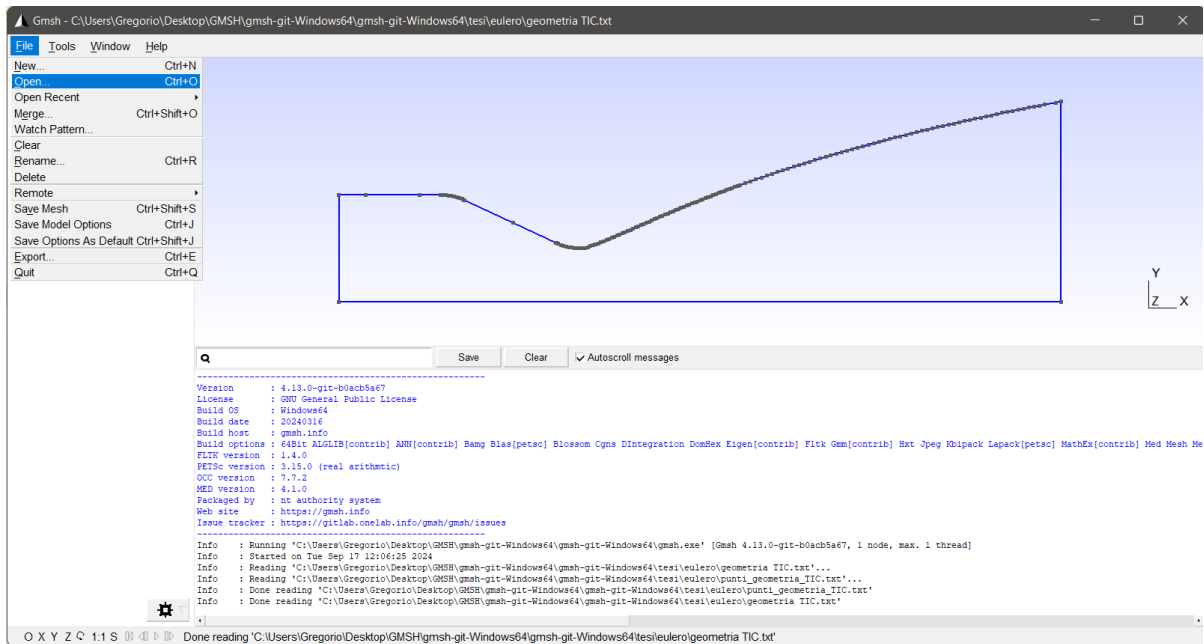 Gmsh - C:\Users\Gregorio\Desktop\GMSH\gmsh-git-Windows64\gmsh-git-Windows64\tesi\eulero\geometria TIC.txt
File Tools Window Help
New... Ctrl+N
Open... Ctrl+O
Open Recent
Merge... Ctrl+Shift+O
Watch Pattern...
Clear
Rename... Ctrl+R
Delete
Remote
Save Mesh Ctrl+Shift+S
Save Model Options Ctrl+J
Save Options As Default Ctrl+Shift+J
Export... Ctrl+E
Quit Ctrl+Q
Y
Z X
Save Clear Autoscroll messages
-------------------------------------------------------
Version : 4.13.0-git-b0acb5a67
License : GNU General Public License
Build OS : Windows64
Build date : 20240316
Build host : gmsh.info
Build options : 64Bit ALGLIB[contrib] ANN[contrib] Bamg Blas[petsc] Blossom Cgns DIntegration DomHex Eigen[contrib] Fltk Gmm[contrib] Hxt Jpeg Kbipack Lapack[petsc] MathEx[contrib] Med Mesh Me
FLTK version : 1.4.0
PETSc version : 3.15.0 (real arithmtic)
OCC version : 7.7.2
MED version : 4.1.0
Packaged by : nt authority system
Web site : https://gmsh.info
Issue tracker : https://gitlab.onelab.info/gmsh/gmsh/issues
-------------------------------------------------------
Info : Running 'C:\Users\Gregorio\Desktop\GMSH\gmsh-git-Windows64\gmsh-git-Windows64\gmsh.exe' [Gmsh 4.13.0-git-b0acb5a67, 1 node, max. 1 thread]
Info : Started on Tue Sep 17 12:06:25 2024
Info : Reading 'C:\Users\Gregorio\Desktop\GMSH\gmsh-git-Windows64\gmsh-git-Windows64\tesi\eulero\geometria TIC.txt'...
Info : Reading 'C:\Users\Gregorio\Desktop\GMSH\gmsh-git-Windows64\gmsh-git-Windows64\tesi\eulero\punti_geometria_TIC.txt'...
Info : Done reading 'C:\Users\Gregorio\Desktop\GMSH\gmsh-git-Windows64\gmsh-git-Windows64\tesi\eulero\punti_geometria_TIC.txt'
Info : Done reading 'C:\Users\Gregorio\Desktop\GMSH\gmsh-git-Windows64\gmsh-git-Windows64\tesi\eulero\geometria TIC.txt'
O X Y Z 1:1 S Done reading 'C:\Users\Gregorio\Desktop\GMSH\gmsh-git-Windows64\gmsh-git-Windows64\tesi\eulero\geometria TIC.txt'